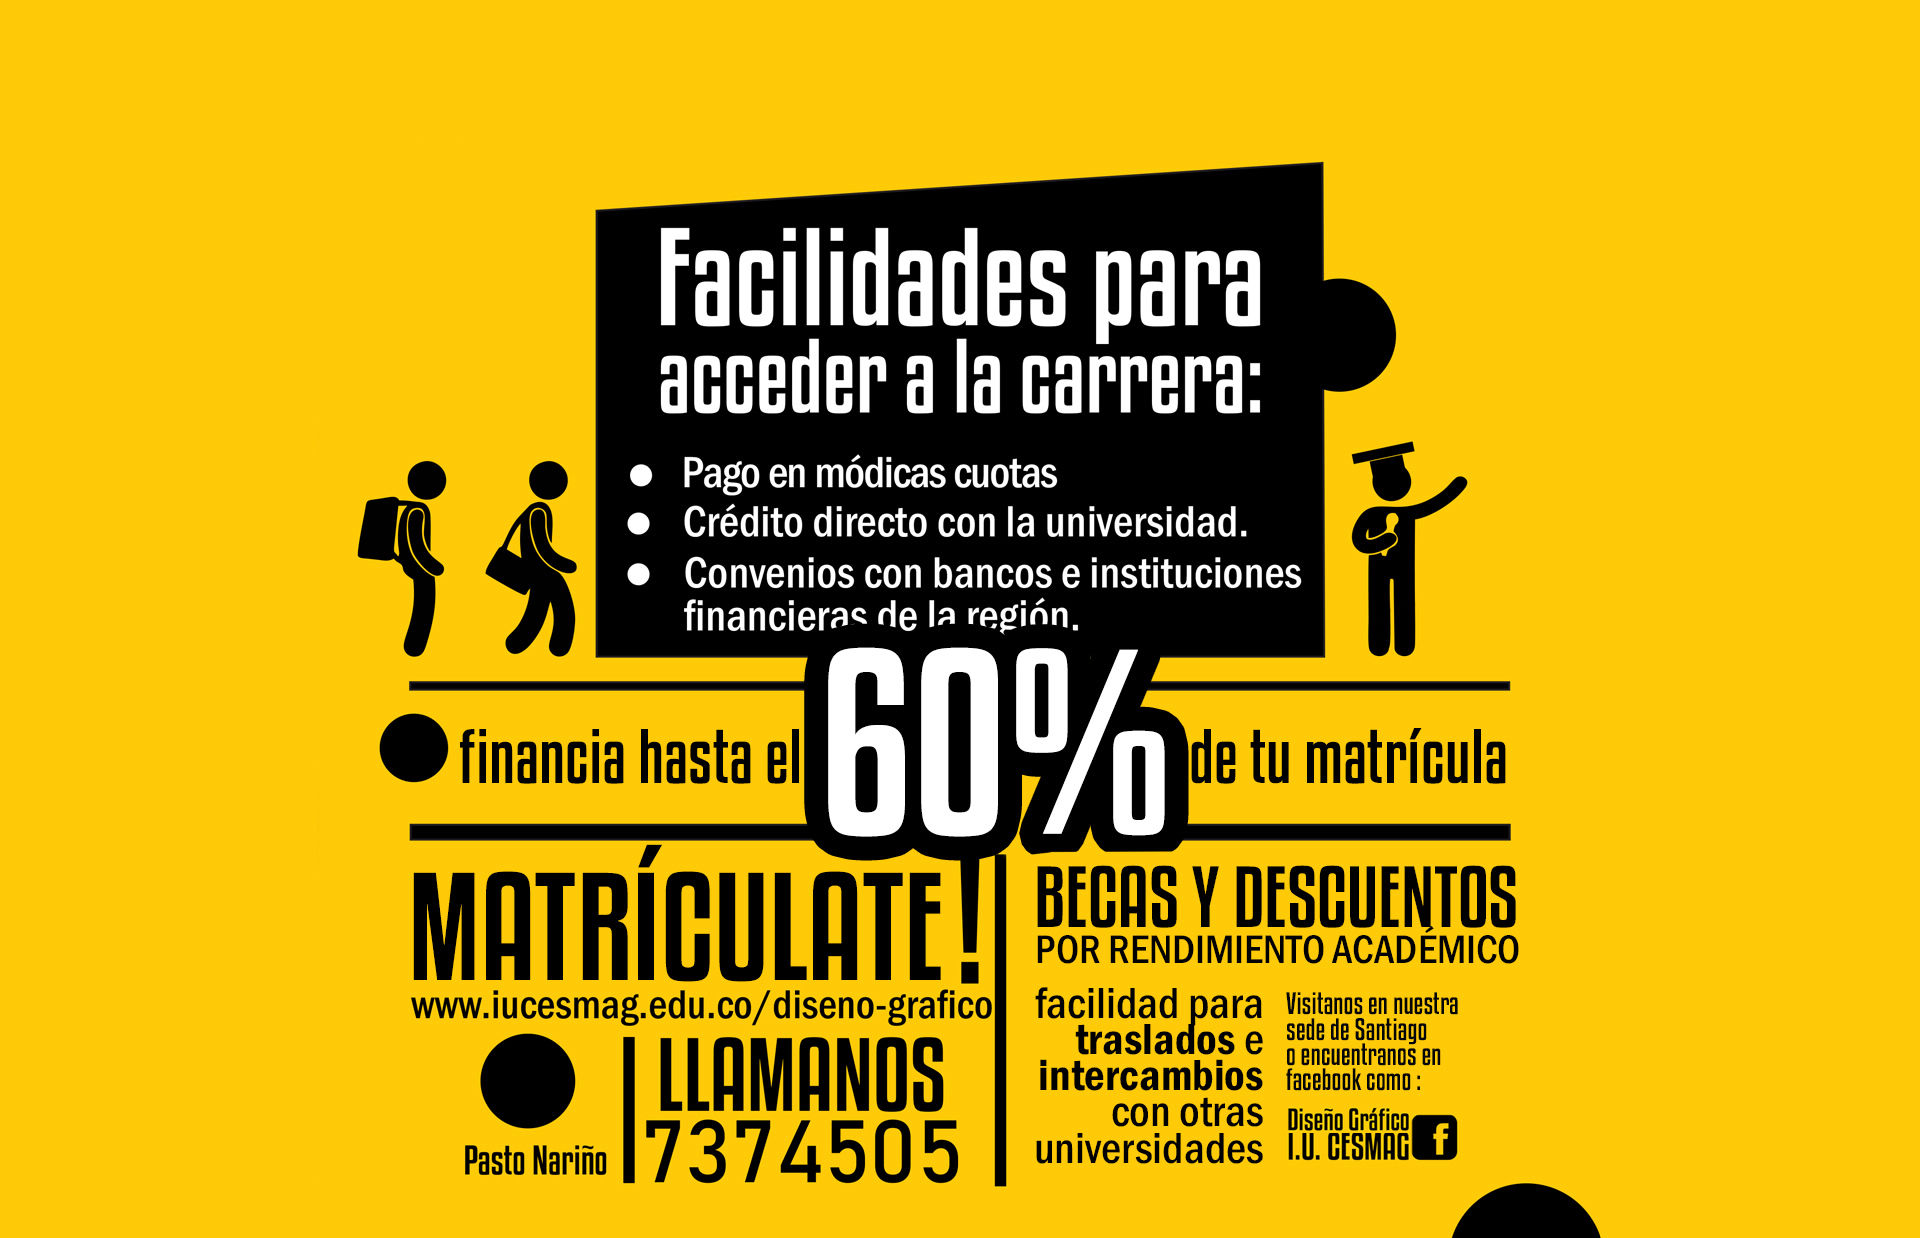 Facilidades para
acceder a la carrera:
Pago en módicas cuotas
Crédito directo con la universidad.
Convenios con bancos e instituciones
financieras de la región.
financia hasta el 60% de tu matrícula
MATRÍCULATE!
www.iucesmag.edu.co/diseno-grafico
Pasto Nariño
LLAMANOS
7374505
BECAS Y DESCUENTOS
POR RENDIMIENTO ACADÉMICO
facilidad para
traslados e
intercambios
con otras
universidades
Visitanos en nuestra
sede de Santiago
o encuentranos en
facebook como :
Diseño Gráfico
I.U. CESMAG f